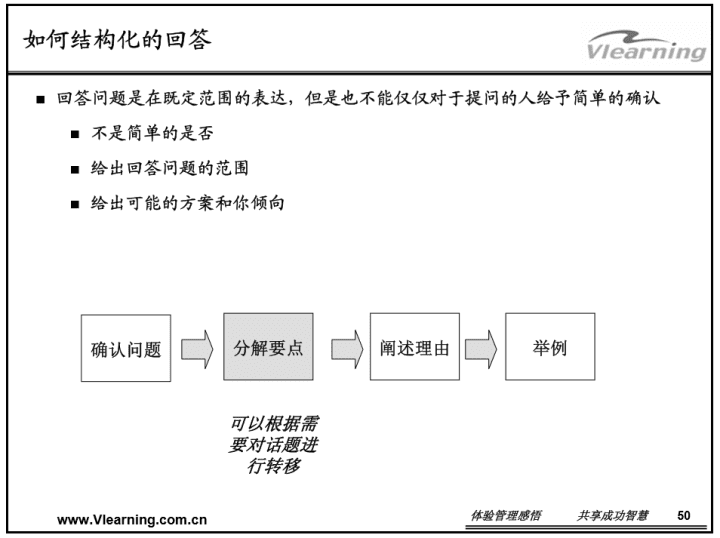 如何结构化的回答
Vlearning
■ 回答问题是在既定范围的表达，但是也不能仅仅对于提问的人给予简单的确认
■ 不是简单的是否
■ 给出回答问题的范围
■ 给出可能的方案和你倾向
确认问题
分解要点
阐述理由
举例
可以根据需
要对话题进
行转移
www.Vlearning.com.cn
体验管理感悟 共享成功智慧 50